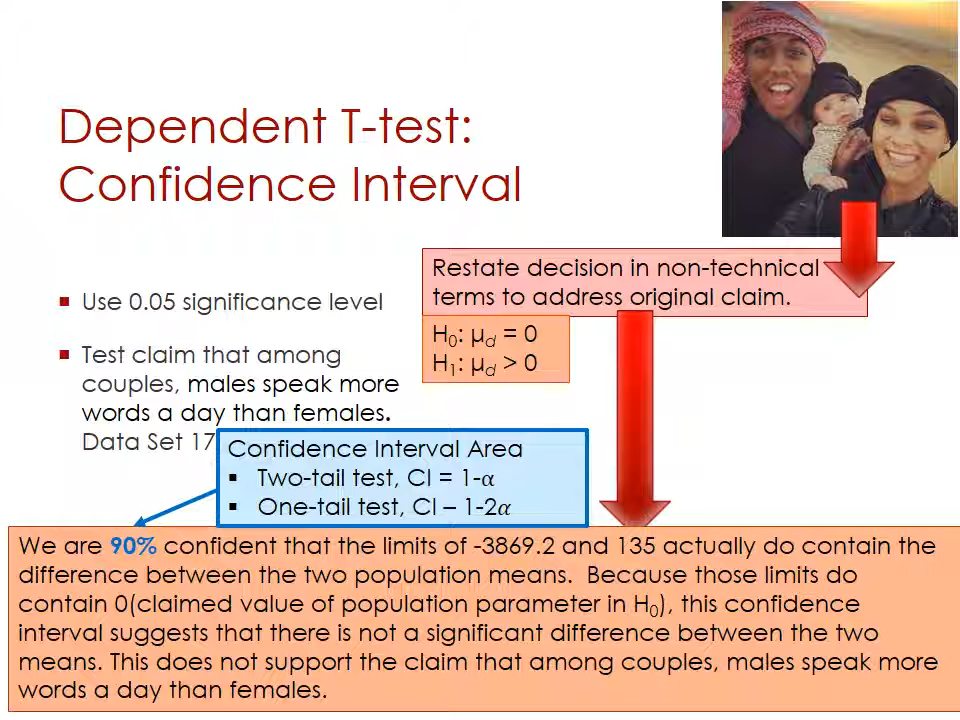 Dependent T-test:
Confidence Interval
Restate decision in non-technical
terms to address original claim.
▪ Use 0.05 significance level
H₀: μd = 0
H₁: μd > 0
▪ Test claim that among
couples, males speak more
words a day than females.
Data Set 17
Confidence Interval Area
▪ Two-tail test, CI = 1-α
▪ One-tail test, CI – 1-2α
We are 90% confident that the limits of -3869.2 and 135 actually do contain the
difference between the two population means. Because those limits do
contain 0(claimed value of population parameter in H₀), this confidence
interval suggests that there is not a significant difference between the two
means. This does not support the claim that among couples, males speak more
words a day than females.